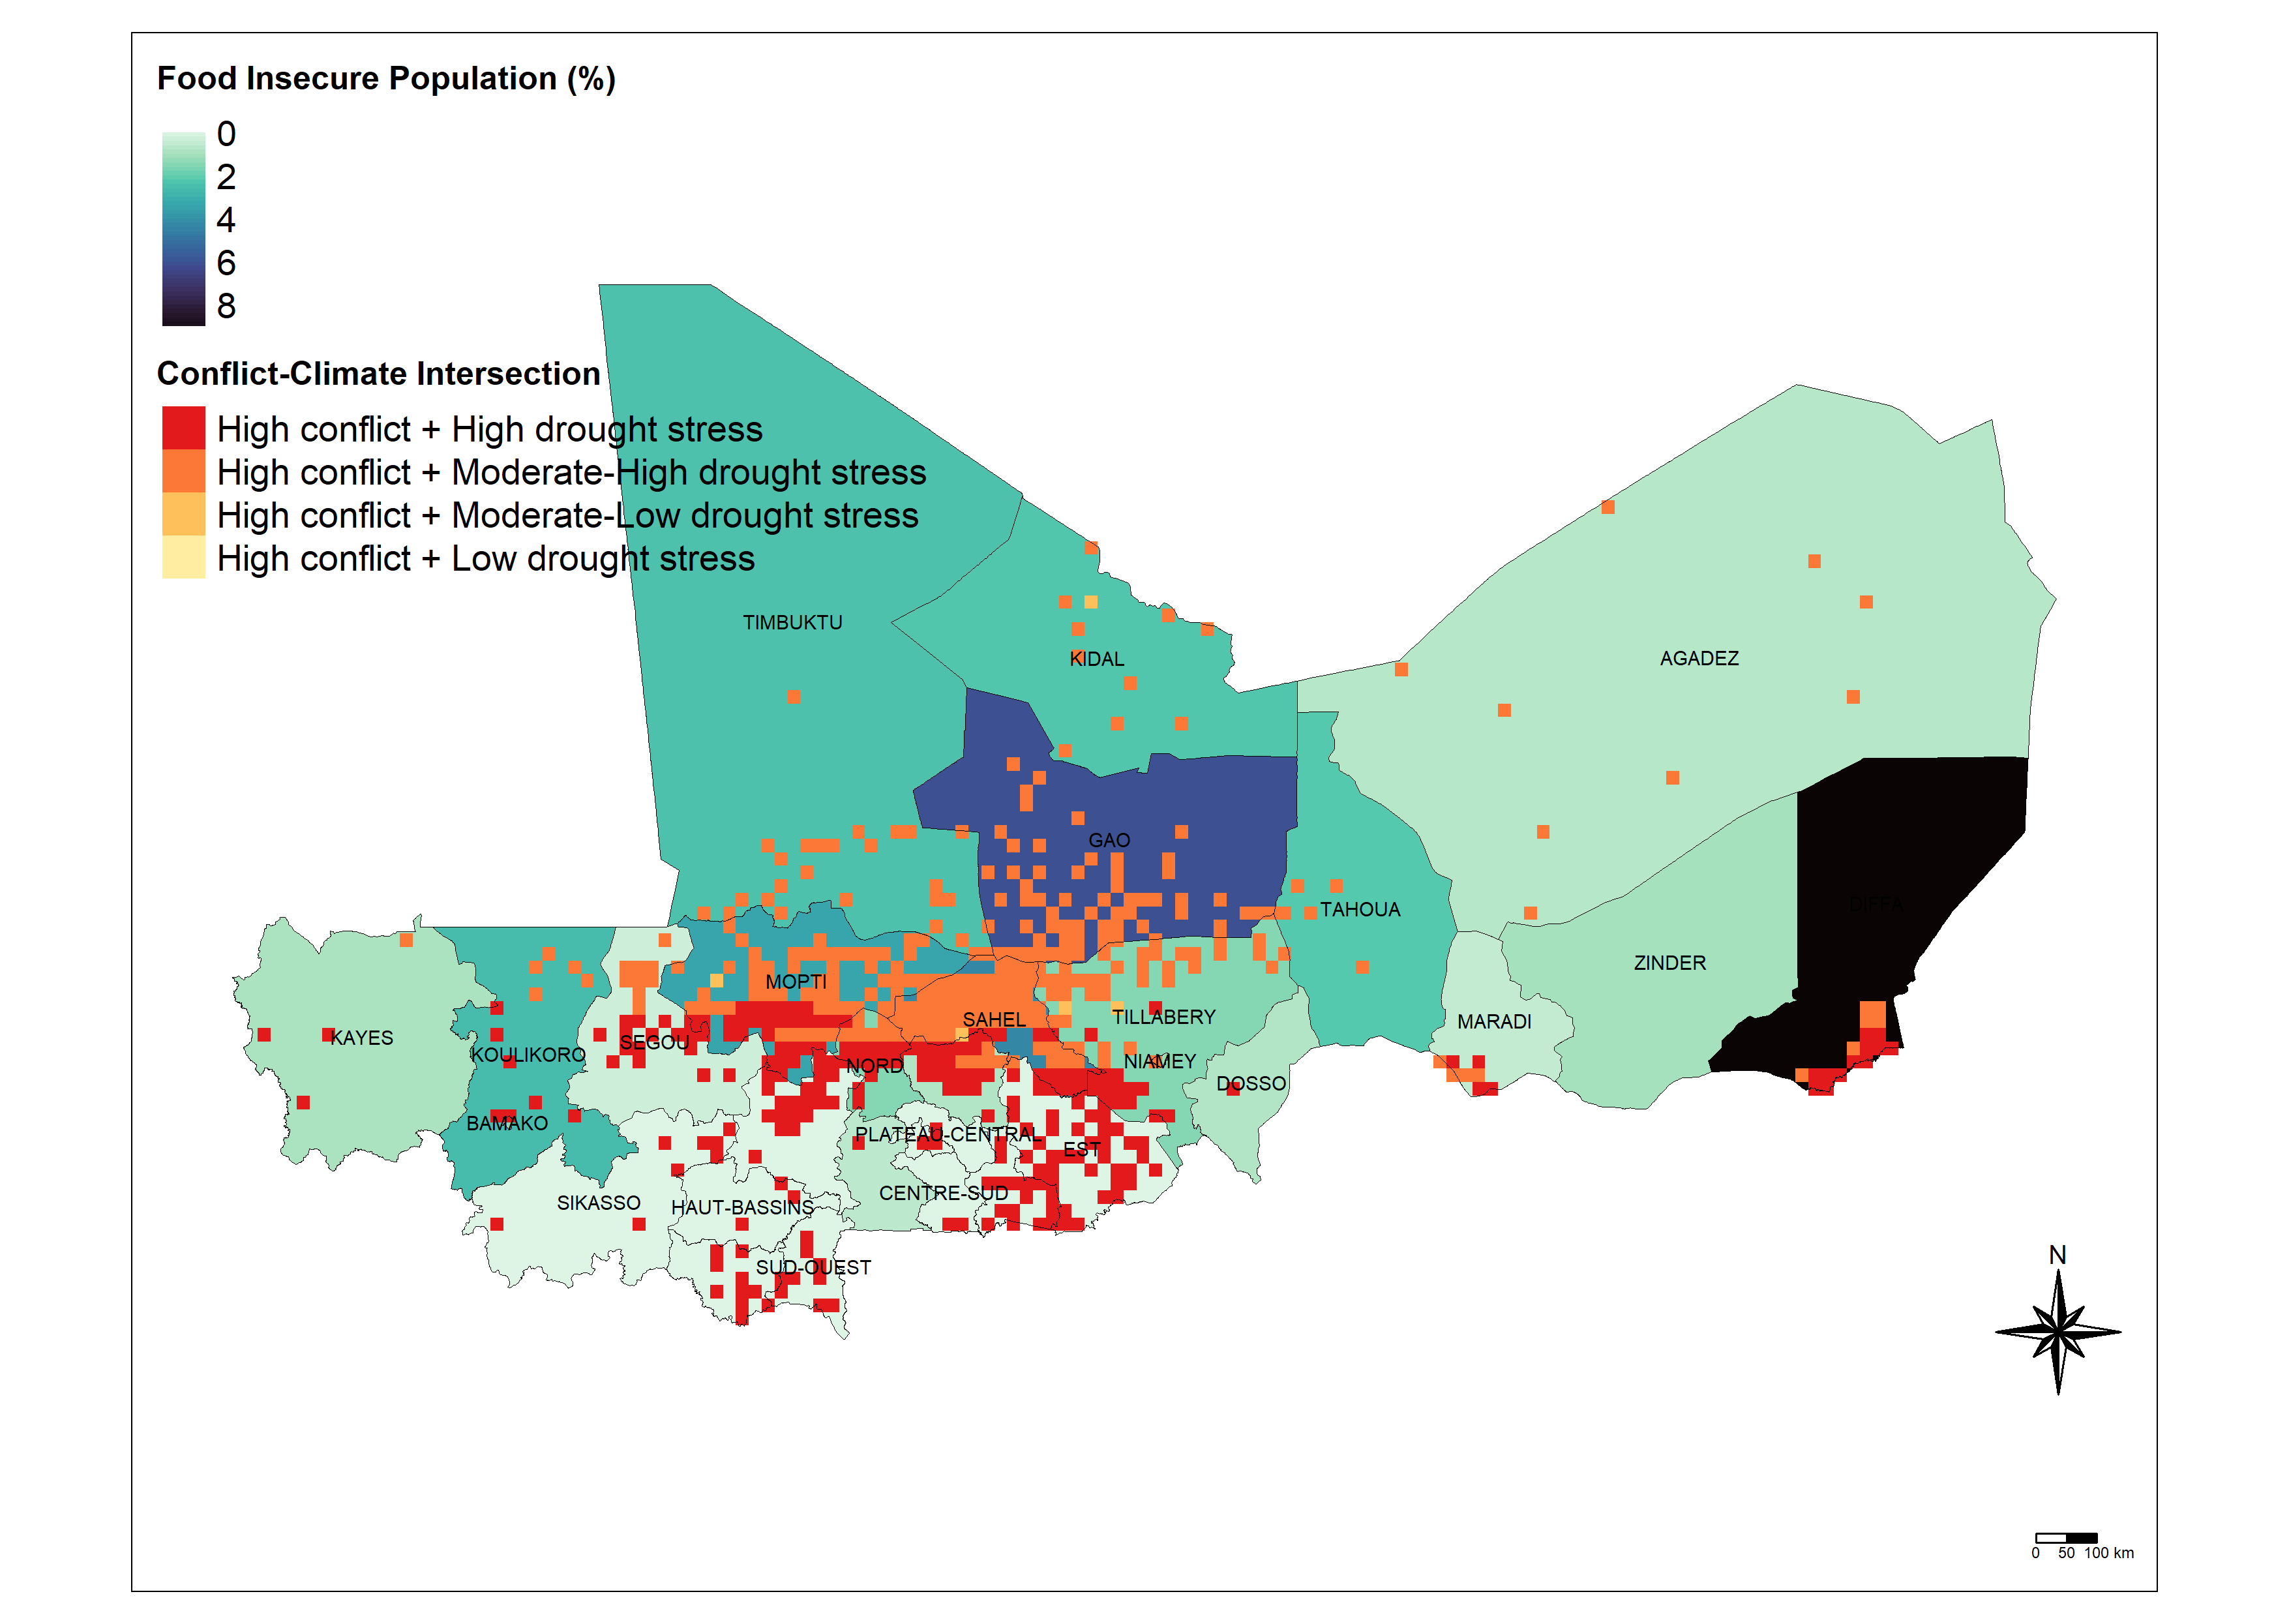 Food Insecure Population (%)
0
2
4
6
8
Conflict-Climate Intersection
High conflict + High drought stress
High conflict + Moderate-High drought stress
High conflict + Moderate-Low drought stress
High conflict + Low drought stress
TIMBUKTU
KIDAL
AGADEZ
GAO
DIFFA
TAHOUA
ZINDER
MOPTI
SAHEL
TILLABERY
MARADI
KAYES
SEGOU
KOULIKORO
NORD
NIAMEY
DOSSO
BAMAKO
PLATEAU-CENTRAL
EST
SIKASSO
HAUT-BASSINS
CENTRE-SUD
SUD-OUEST
N
0 50 100 km